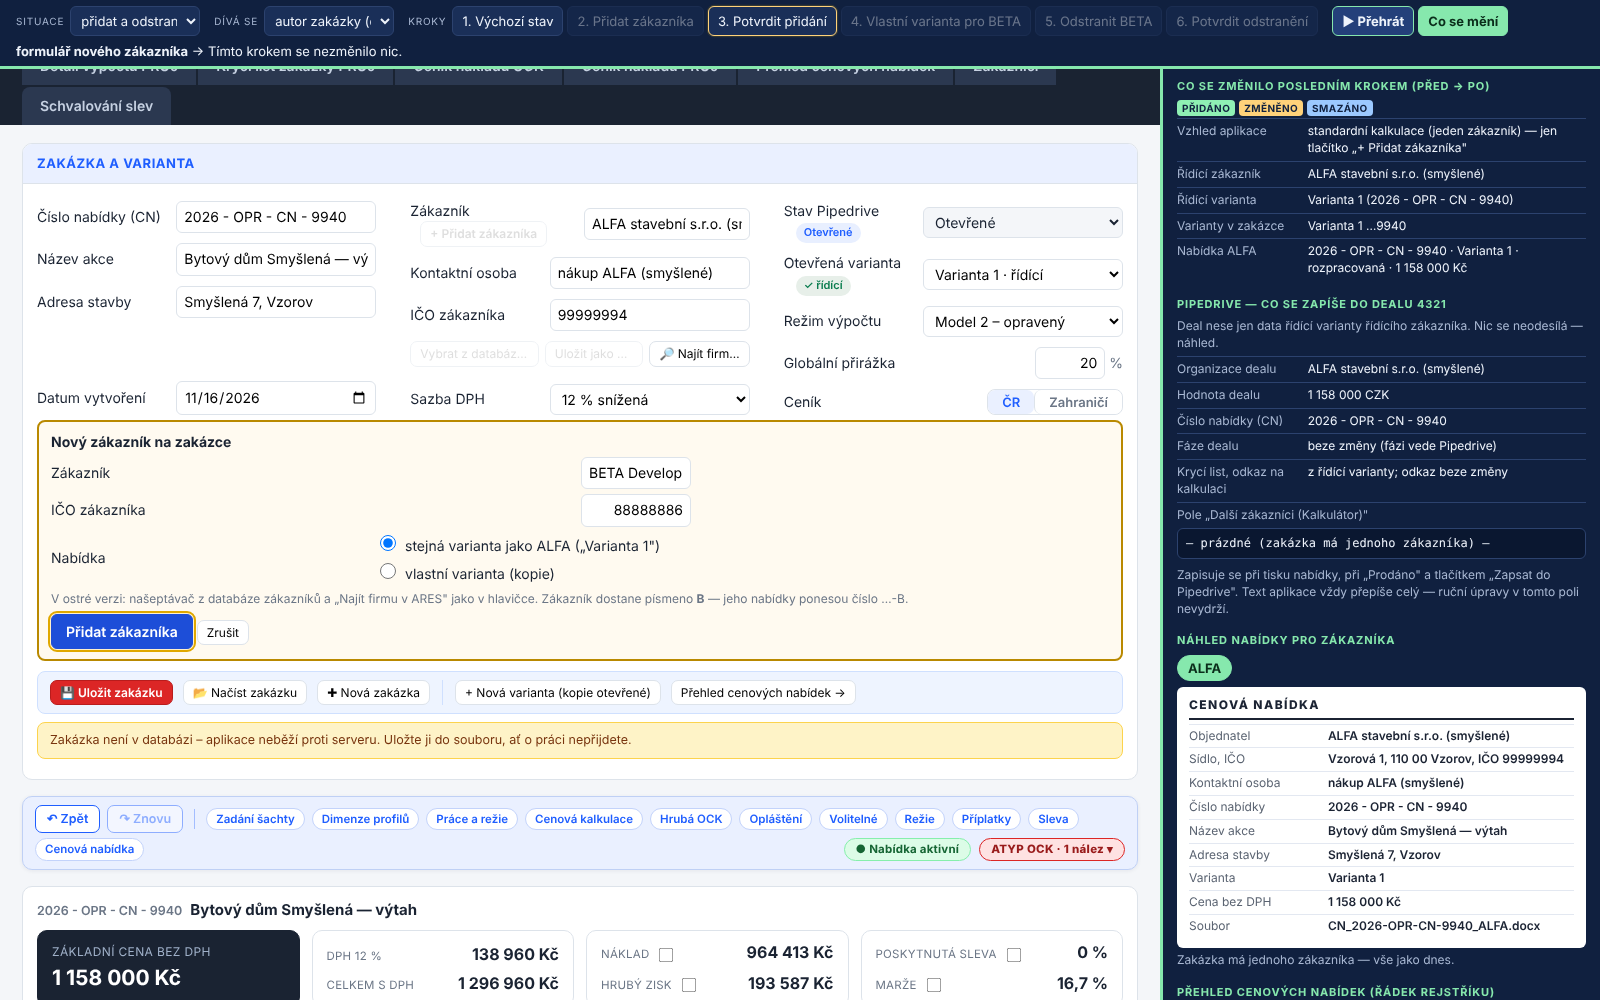 SITUACE přidat a odstran DÍVÁ SE autor zakázky ( KROKY 1. Výchozí stav 2. Přidat zákazníka 3. Potvrdit přidání 4. Vlastní varianta pro BETA 5. Odstranit BETA 6. Potvrdit odstranění ▶ Přehrát Co se mění
formulář nového zákazníka → Tímto krokem se nezměnilo nic.
Schvalování slev
ZAKÁZKA A VARIANTA
Číslo nabídky (CN) 2026 - OPR - CN - 9940
Název akce Bytový dům Smyšlená — vý
Adresa stavby Smyšlená 7, Vzorov
Datum vytvoření 11/16/2026
Zákazník + Přidat zákazníka ALFA stavební s.r.o. (sm
Kontaktní osoba nákup ALFA (smyšlené)
IČO zákazníka 99999994
Vybrat z databáz... Uložit jako ... 🔎 Najít firm...
Sazba DPH 12 % snížená
Stav Pipedrive Otevřené Otevřené
Otevřená varianta ✓ řídící Varianta 1 · řídící
Režim výpočtu Model 2 – opravený
Globální přirážka 20 %
Ceník ČR Zahraničí
Nový zákazník na zakázce
Zákazník BETA Develop
IČO zákazníka 88888886
Nabídka stejná varianta jako ALFA („Varianta 1")
vlastní varianta (kopie)
V ostré verzi: našeptávač z databáze zákazníků a „Najít firmu v ARES" jako v hlavičce. Zákazník dostane písmeno B — jeho nabídky ponesou číslo ...-B.
Přidat zákazníka Zrušit
💾 Uložit zakázku 📂 Načíst zakázku ✚ Nová zakázka + Nová varianta (kopie otevřené) Přehled cenových nabídek →
Zakázka není v databázi – aplikace neběží proti serveru. Uložte ji do souboru, ať o práci nepřijdete.
↶ Zpět ↷ Znovu Zadání šachty Dimenze profilů Práce a režie Cenová kalkulace Hrubá OCK Opláštění Volitelné Režie Příplatky Sleva
Cenová nabídka ● Nabídka aktivní ATYP OCK · 1 nález ▾
2026 - OPR - CN - 9940 Bytový dům Smyšlená — výtah
ZÁKLADNÍ CENA BEZ DPH
1 158 000 Kč
DPH 12 % 138 960 Kč
CELKEM S DPH 1 296 960 Kč
NÁKLAD 964 413 Kč
HRUBÝ ZISK 193 587 Kč
POSKYTNUTÁ SLEVA 0 %
MARŽE 16,7 %
CO SE ZMĚNILO POSLEDNÍM KROKEM (PŘED → PO)
PŘIDÁNO ZMĚNĚNO SMAZÁNO
Vzhled aplikace standardní kalkulace (jeden zákazník) — jen
tlačítko „+ Přidat zákazníka"
Řídící zákazník ALFA stavební s.r.o. (smyšlené)
Řídící varianta Varianta 1 (2026 - OPR - CN - 9940)
Varianty v zakázce Varianta 1 ...9940
Nabídka ALFA 2026 - OPR - CN - 9940 · Varianta 1 ·
rozpracovaná · 1 158 000 Kč
PIPEDRIVE — CO SE ZAPÍŠE DO DEALU 4321
Deal nese jen data řídící varianty řídícího zákazníka. Nic se neodesílá —
náhled.
Organizace dealu ALFA stavební s.r.o. (smyšlené)
Hodnota dealu 1 158 000 CZK
Číslo nabídky (CN) 2026 - OPR - CN - 9940
Fáze dealu beze změny (fázi vede Pipedrive)
Krycí list, odkaz na z řídící varianty; odkaz beze změny
kalkulaci
Pole „Další zákazníci (Kalkulátor)"
— prázdné (zakázka má jednoho zákazníka) —
Zapisuje se při tisku nabídky, při „Prodáno" a tlačítkem „Zapsat do
Pipedrive". Text aplikace vždy přepíše celý — ruční úpravy v tomto poli
nevydrží.
NÁHLED NABÍDKY PRO ZÁKAZNÍKA
ALFA
CENOVÁ NABÍDKA
Objednatel ALFA stavební s.r.o. (smyšlené)
Sídlo, IČO Vzorová 1, 110 00 Vzorov, IČO 99999994
Kontaktní osoba nákup ALFA (smyšlené)
Číslo nabídky 2026 - OPR - CN - 9940
Název akce Bytový dům Smyšlená — výtah
Adresa stavby Smyšlená 7, Vzorov
Varianta Varianta 1
Cena bez DPH 1 158 000 Kč
Soubor CN_2026-OPR-CN-9940_ALFA.docx
Zakázka má jednoho zákazníka — vše jako dnes.
PŘEHLED CENOVÝCH NABÍDEK (ŘÁDEK REJSTŘÍKU)